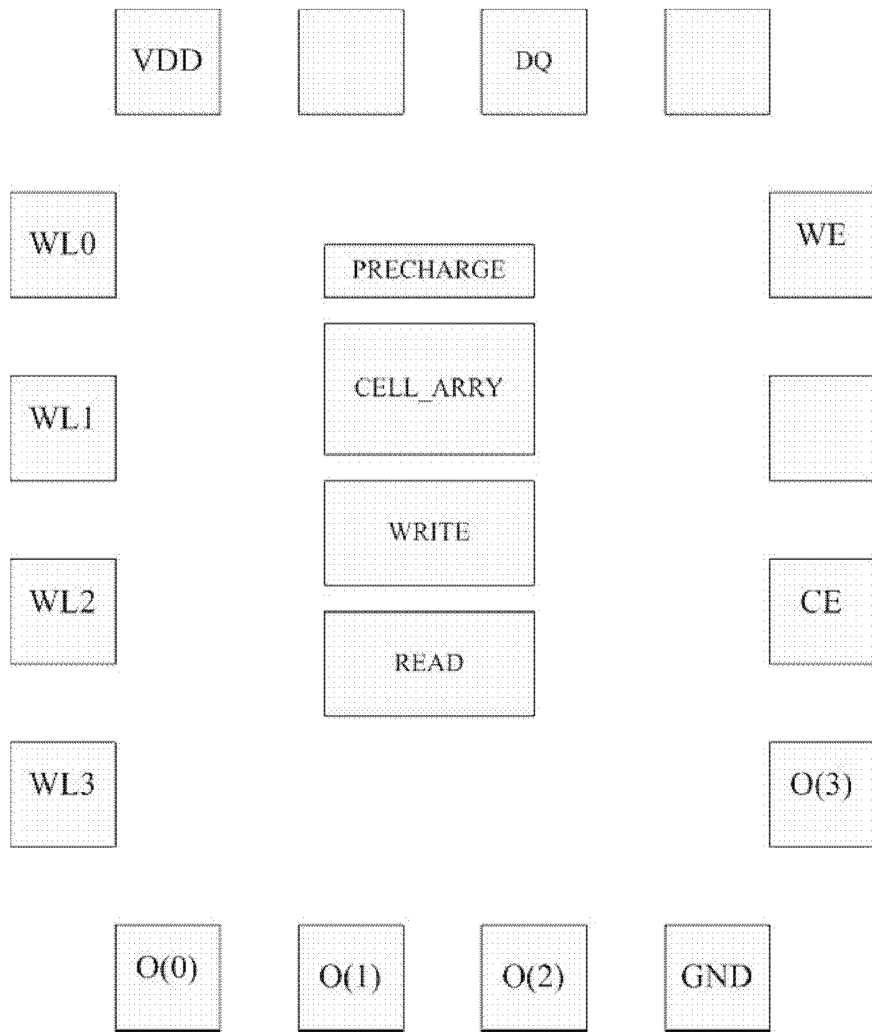 VDD
DQ
WL0
WE
PRECHARGE
CELL_ARRY
WL1
WRITE
WL2
CE
READ
WL3
O(3)
O(0)
O(1)
O(2)
GND